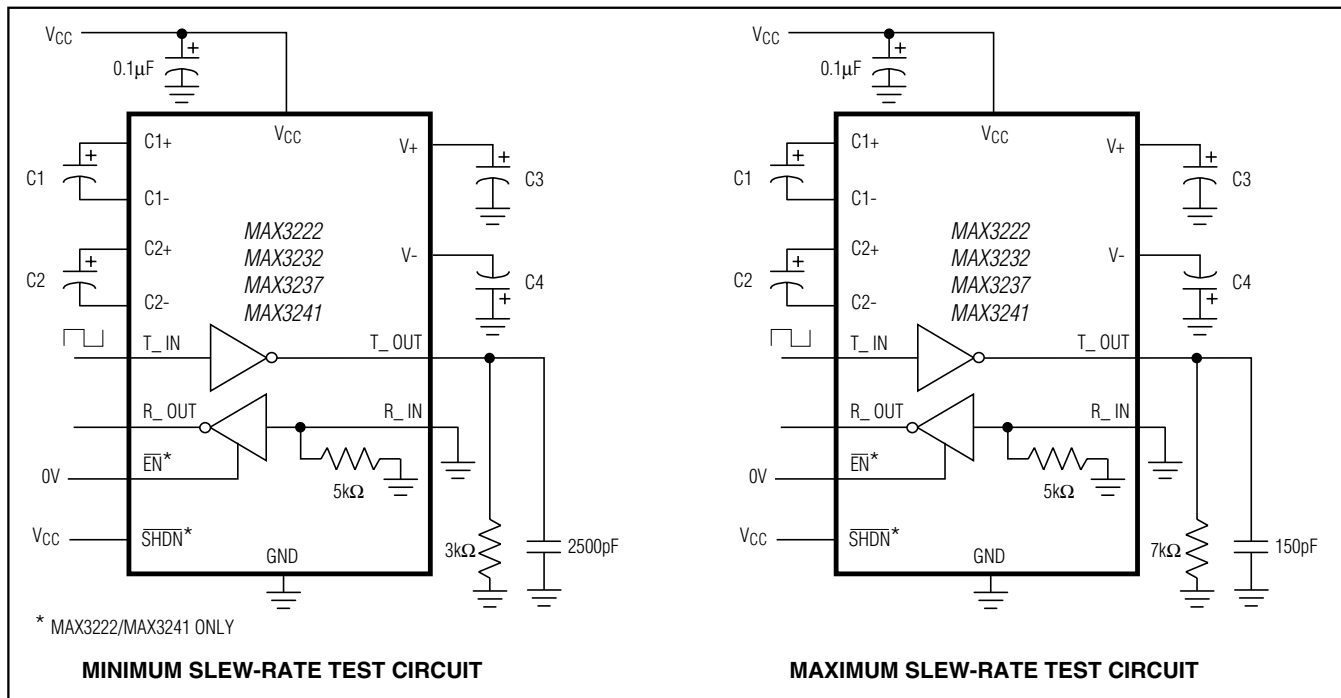 VCC
0.1µF
+
VCC
C1+
V+
C1
+
+
C3
C1-
C2+
MAX3222
V-
C2
+
MAX3232
C4
MAX3237
+
C2-
MAX3241
T_ IN
T_ OUT
R_ OUT
R_ IN
EN*
0V
5kΩ
VCC
SHDN*
3kΩ
2500pF
GND
* MAX3222/MAX3241 ONLY
MINIMUM SLEW-RATE TEST CIRCUIT
VCC
0.1µF
+
VCC
C1+
V+
C1
+
+
C3
C1-
C2+
MAX3222
V-
C2
+
MAX3232
C4
MAX3237
+
C2-
MAX3241
T_ IN
T_ OUT
R_ OUT
R_ IN
EN*
0V
5kΩ
VCC
SHDN*
7kΩ
150pF
GND
MAXIMUM SLEW-RATE TEST CIRCUIT